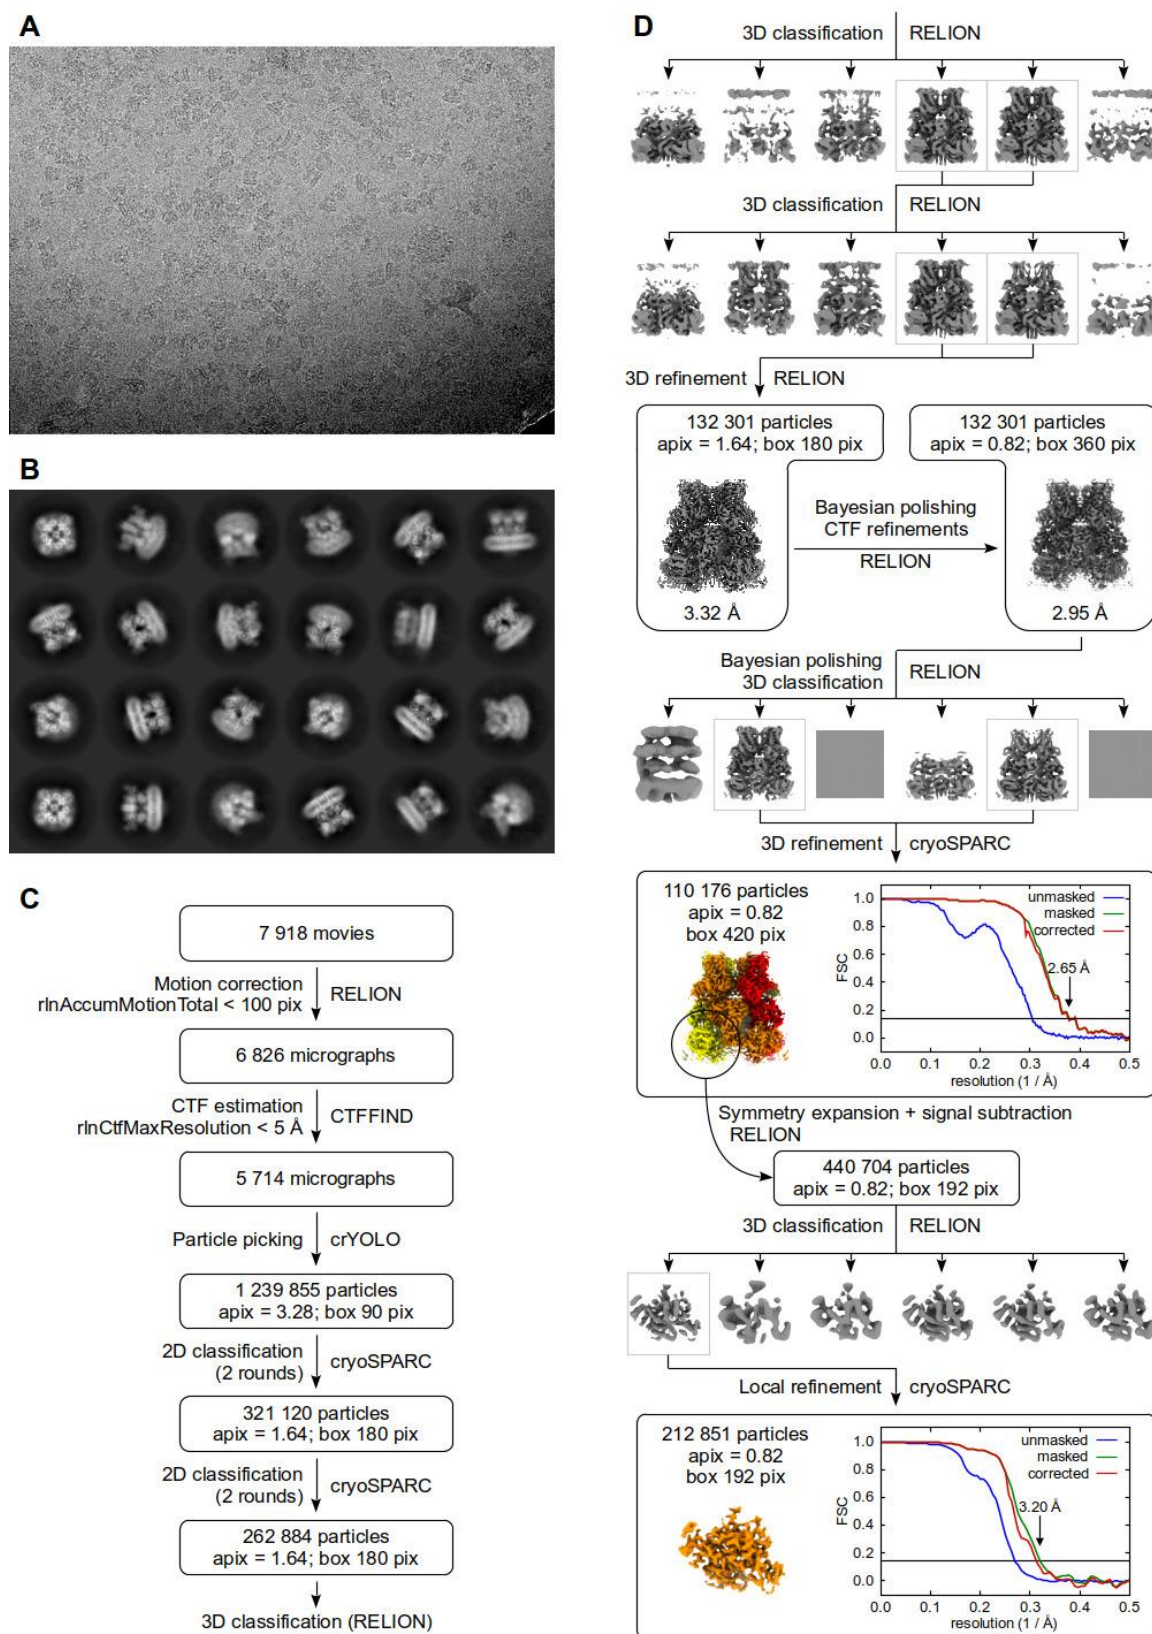 A
B
C
7 918 movies
Motion correction
rlnAccumMotionTotal < 100 pix
RELION
6 826 micrographs
CTF estimation
rlnCtfMaxResolution < 5 Å
CTFFIND
5 714 micrographs
Particle picking
crYOLO
1 239 855 particles
apix = 3.28; box 90 pix
2D classification
(2 rounds)
cryoSPARC
321 120 particles
apix = 1.64; box 180 pix
2D classification
(2 rounds)
cryoSPARC
262 884 particles
apix = 1.64; box 180 pix
3D classification (RELION)
D
3D classification
RELION
3D classification
RELION
3D refinement
RELION
132 301 particles
apix = 1.64; box 180 pix
3.32 Å
Bayesian polishing
CTF refinements
RELION
132 301 particles
apix = 0.82; box 360 pix
2.95 Å
Bayesian polishing
3D classification
RELION
3D refinement
cryoSPARC
110 176 particles
apix = 0.82
box 420 pix
FSC
1.0
0.8
0.6
0.4
0.2
0.0
unmasked
masked
corrected
2.65 Å
0.0 0.1 0.2 0.3 0.4 0.5
resolution (1 / Å)
Symmetry expansion + signal subtraction
RELION
440 704 particles
apix = 0.82; box 192 pix
3D classification
RELION
Local refinement
cryoSPARC
212 851 particles
apix = 0.82
box 192 pix
FSC
1.0
0.8
0.6
0.4
0.2
0.0
unmasked
masked
corrected
3.20 Å
0.0 0.1 0.2 0.3 0.4 0.5
resolution (1 / Å)